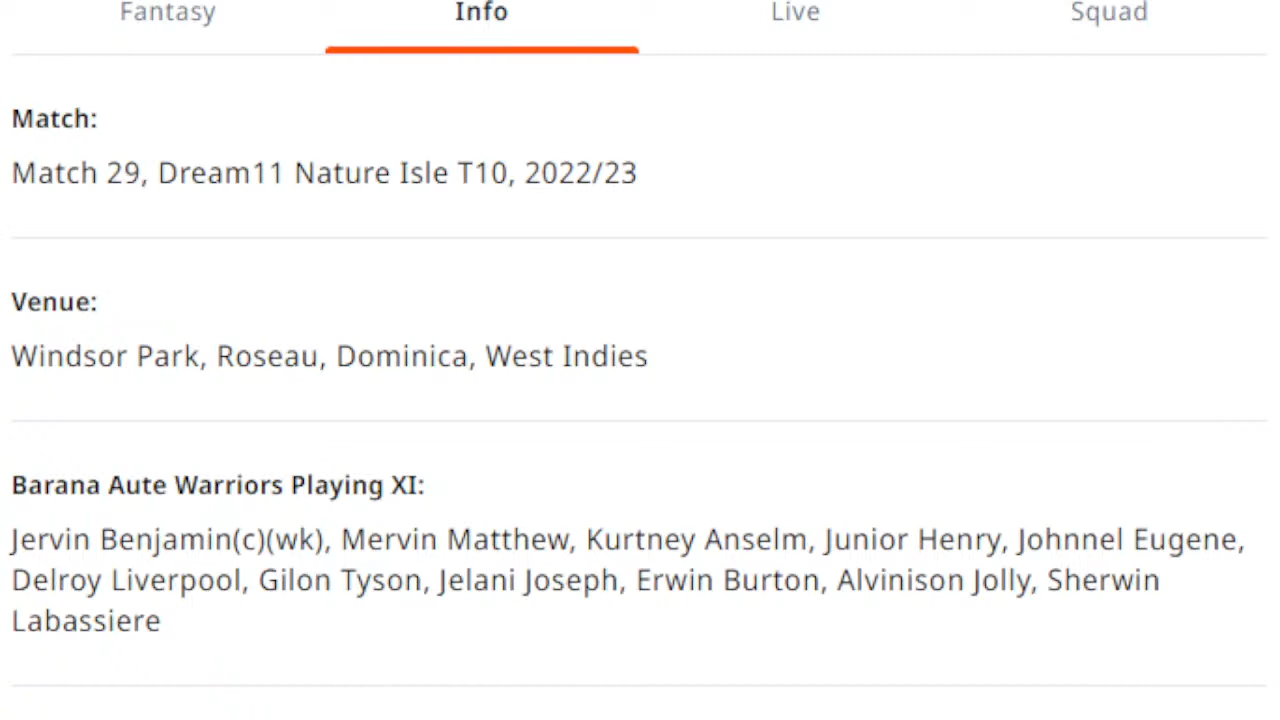 Fantasy Info Live Squad
Match:
Match 29, Dream11 Nature Isle T10, 2022/23
Venue:
Windsor Park, Roseau, Dominica, West Indies
Barana Aute Warriors Playing XI:
Jervin Benjamin(c)(wk), Mervin Matthew, Kurtney Anselm, Junior Henry, Johnnel Eugene,
Delroy Liverpool, Gilon Tyson, Jelani Joseph, Erwin Burton, Alvinison Jolly, Sherwin
Labassiere